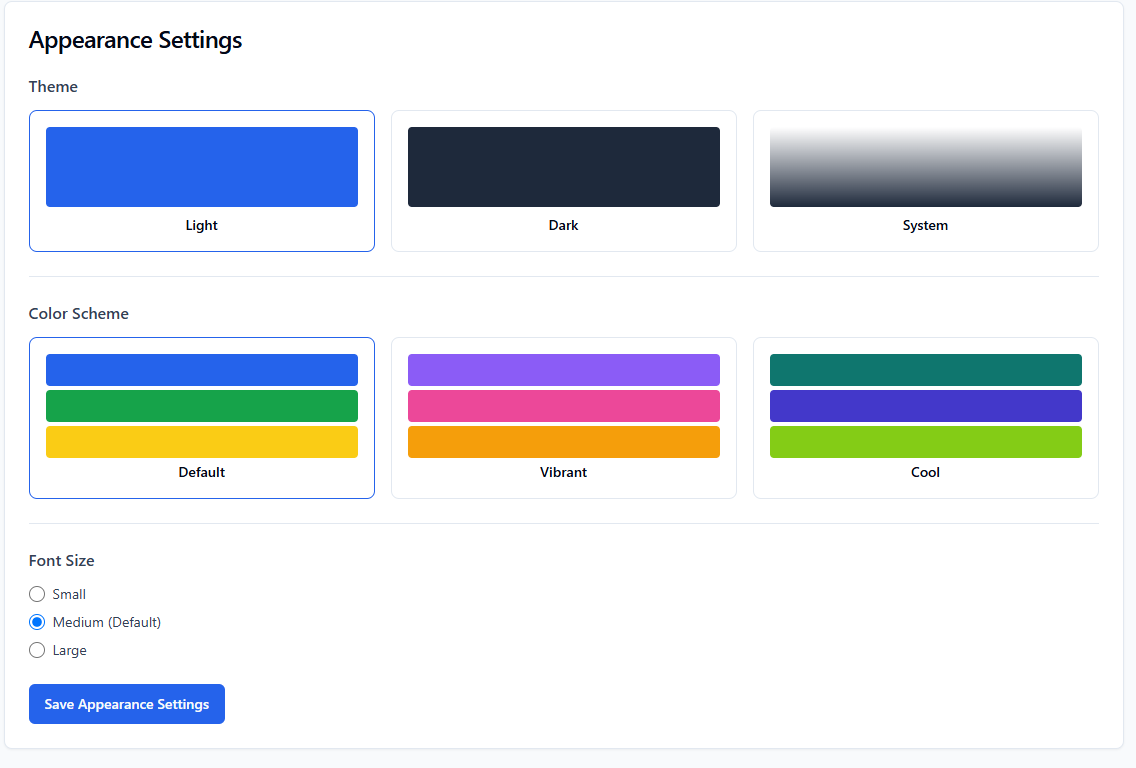 Appearance Settings
Theme
Light
Dark
System
Color Scheme
Default
Vibrant
Cool
Font Size
Small
Medium (Default)
Large
Save Appearance Settings